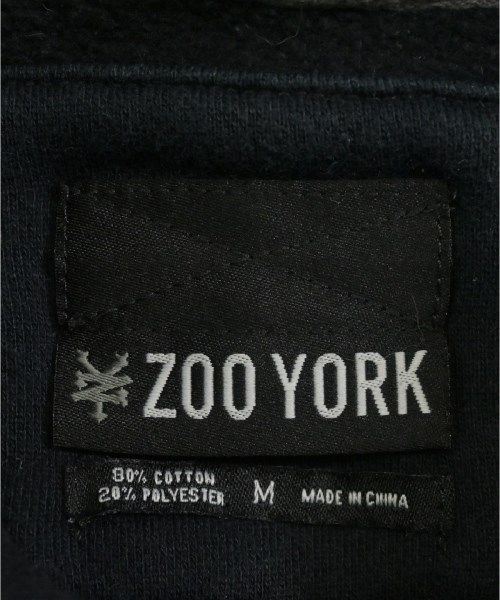 ZOO YORK
80% COTTON
20% POLYESTER M MADE IN CHINA